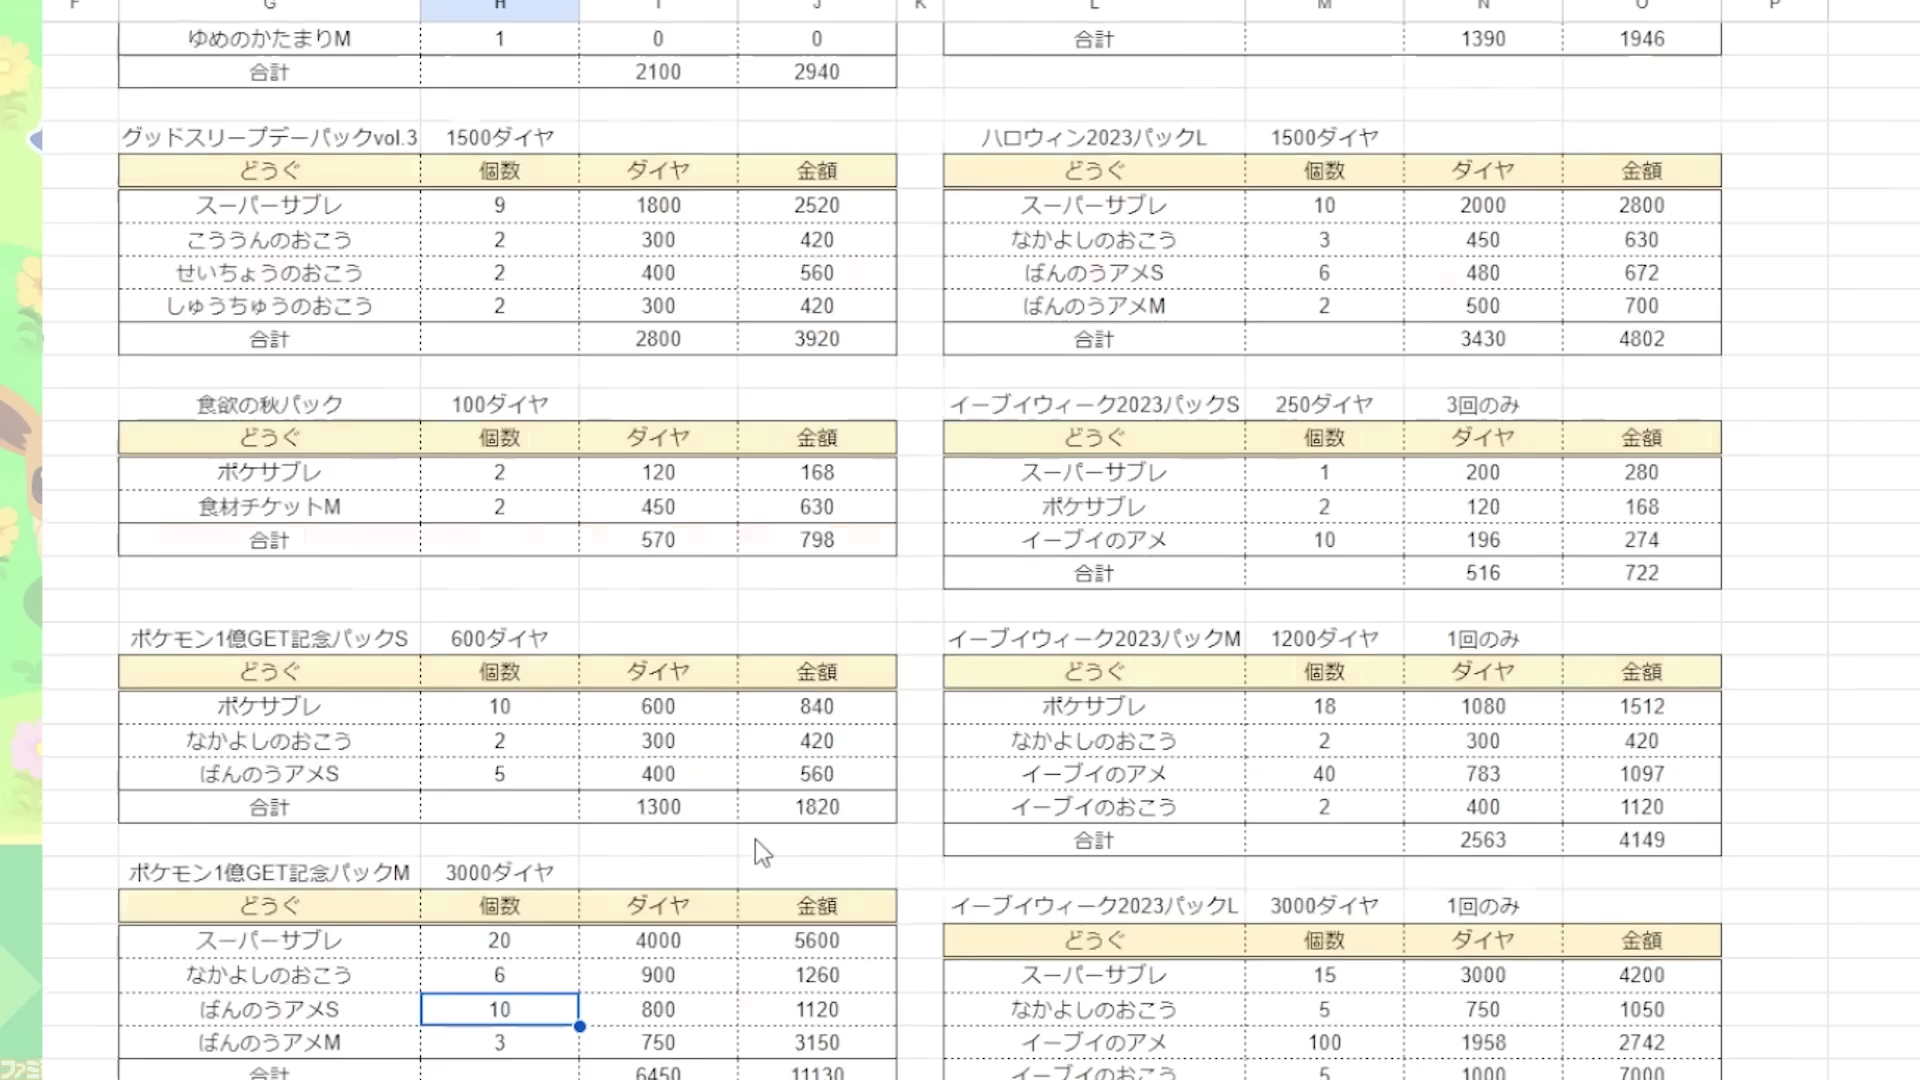 F G H I J K L M N O P
ゆめのかたまりM 1 0 0
合計 2100 2940
合計 1390 1946
グッドスリープデーパックvol.3 1500ダイヤ
どうぐ 個数 ダイヤ 金額
スーパーサブレ 9 1800 2520
こううんのおこう 2 300 420
せいちょうのおこう 2 400 560
しゅうちゅうのおこう 2 300 420
合計 2800 3920
ハロウィン2023パックL 1500ダイヤ
どうぐ 個数 ダイヤ 金額
スーパーサブレ 10 2000 2800
なかよしのおこう 3 450 630
ばんのうアメS 6 480 672
ばんのうアメM 2 500 700
合計 3430 4802
食欲の秋パック 100ダイヤ
どうぐ 個数 ダイヤ 金額
ポケサブレ 2 120 168
食材チケットM 2 450 630
合計 570 798
イーブイウィーク2023パックS 250ダイヤ 3回のみ
どうぐ 個数 ダイヤ 金額
スーパーサブレ 1 200 280
ポケサブレ 2 120 168
イーブイのアメ 10 196 274
合計 516 722
ポケモン1億GET記念パックS 600ダイヤ
どうぐ 個数 ダイヤ 金額
ポケサブレ 10 600 840
なかよしのおこう 2 300 420
ばんのうアメS 5 400 560
合計 1300 1820
イーブイウィーク2023パックM 1200ダイヤ 1回のみ
どうぐ 個数 ダイヤ 金額
ポケサブレ 18 1080 1512
なかよしのおこう 2 300 420
イーブイのアメ 40 783 1097
イーブイのおこう 2 400 1120
合計 2563 4149
ポケモン1億GET記念パックM 3000ダイヤ
どうぐ 個数 ダイヤ 金額
スーパーサブレ 20 4000 5600
なかよしのおこう 6 900 1260
ばんのうアメS 10 800 1120
ばんのうアメM 3 750 3150
合計 6450 11130
イーブイウィーク2023パックL 3000ダイヤ 1回のみ
どうぐ 個数 ダイヤ 金額
スーパーサブレ 15 3000 4200
なかよしのおこう 5 750 1050
イーブイのアメ 100 1958 2742
イーブイのおこう 5 1000 7000
ファミ